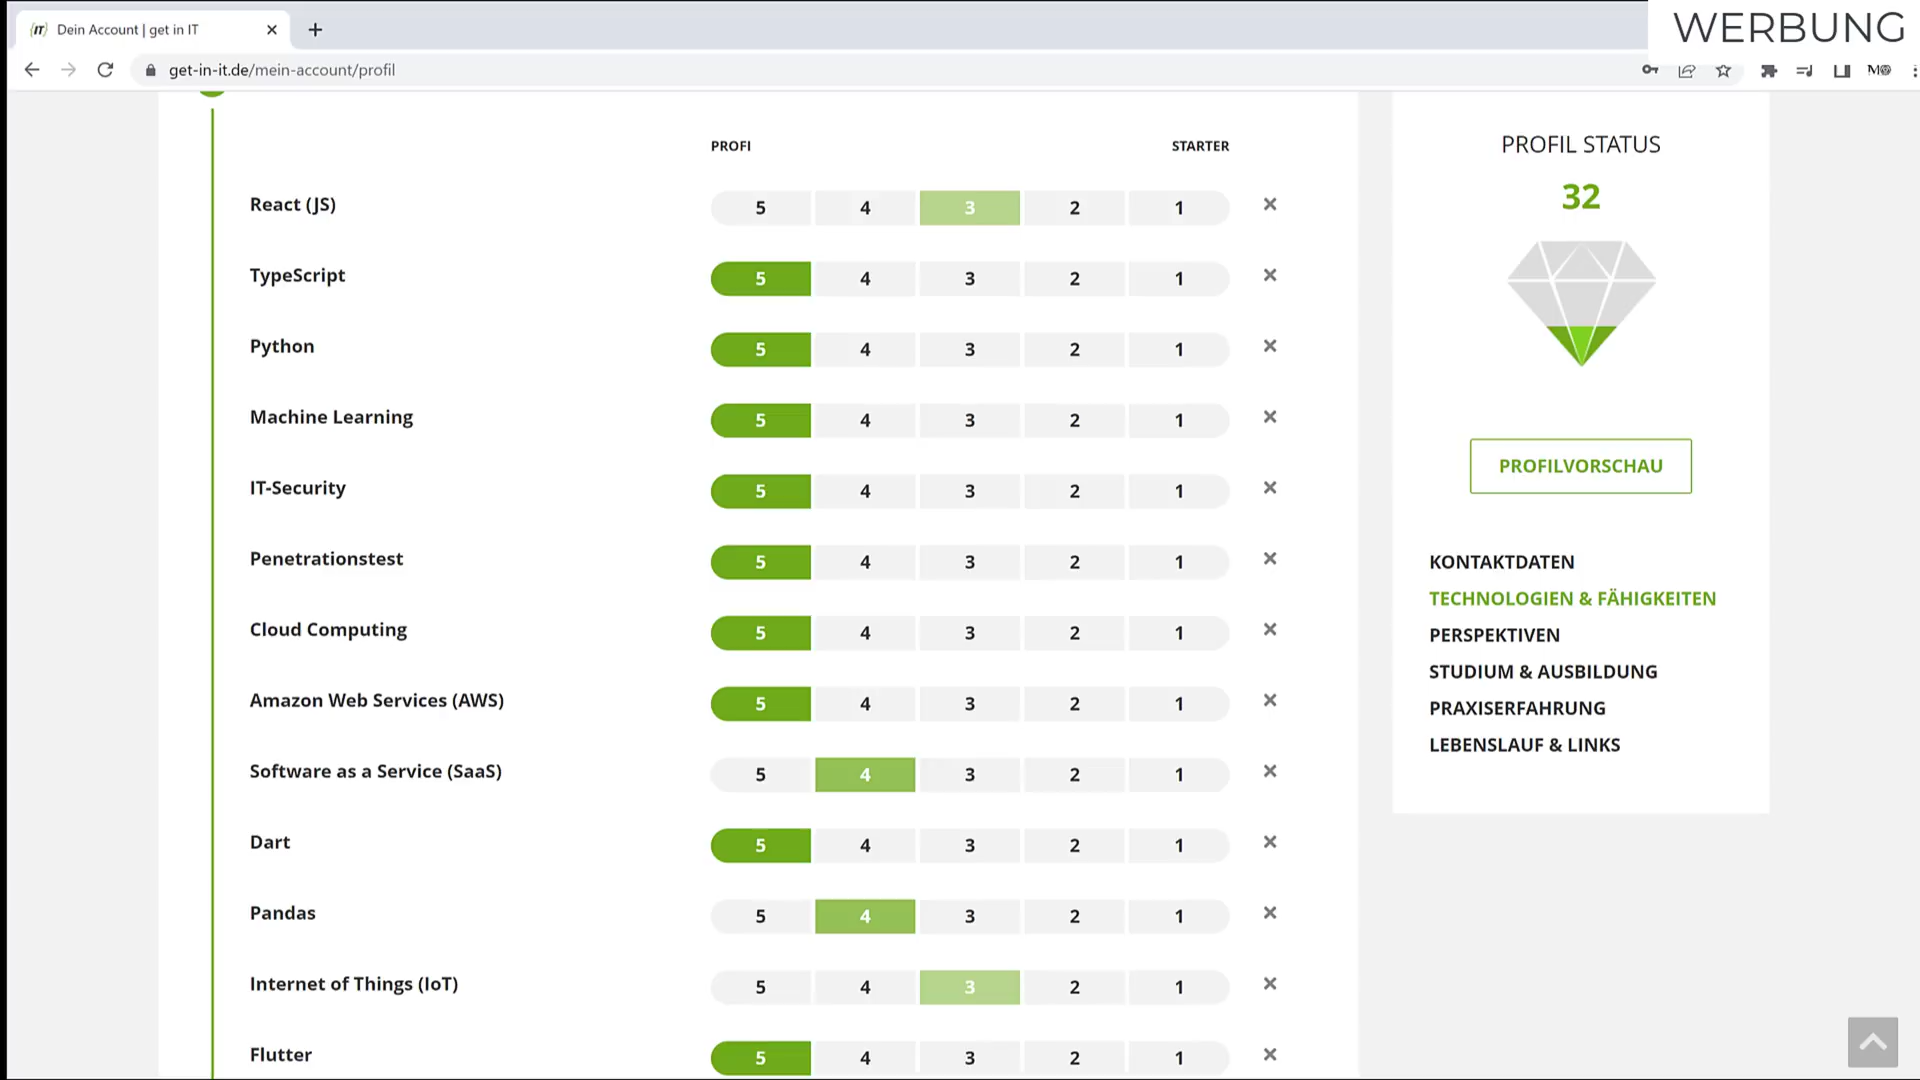 Dein Account | get in IT
WERBUNG
get-in-it.de/mein-account/profil
PROFI STARTER
React (JS) 5 4 3 2 1
TypeScript 5 4 3 2 1
Python 5 4 3 2 1
Machine Learning 5 4 3 2 1
IT-Security 5 4 3 2 1
Penetrationstest 5 4 3 2 1
Cloud Computing 5 4 3 2 1
Amazon Web Services (AWS) 5 4 3 2 1
Software as a Service (SaaS) 5 4 3 2 1
Dart 5 4 3 2 1
Pandas 5 4 3 2 1
Internet of Things (IoT) 5 4 3 2 1
Flutter 5 4 3 2 1
PROFIL STATUS
32
PROFILVORSCHAU
KONTAKTDATEN
TECHNOLOGIEN & FÄHIGKEITEN
PERSPEKTIVEN
STUDIUM & AUSBILDUNG
PRAXISERFAHRUNG
LEBENSLAUF & LINKS